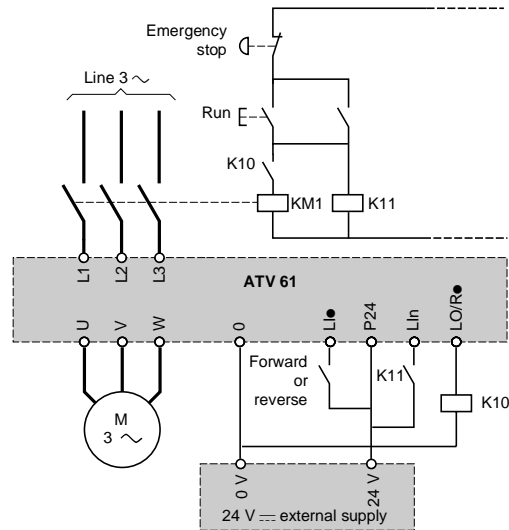 Emergency
stop
Line 3 ~
Run
K10
KM1
K11
L1
L2
L3
ATV 61
U
V
W
0
LI●
P24
LIn
LO/R●
Forward
or
reverse
K11
K10
M
3 ~
0 V
24 V
24 V ⎓ external supply